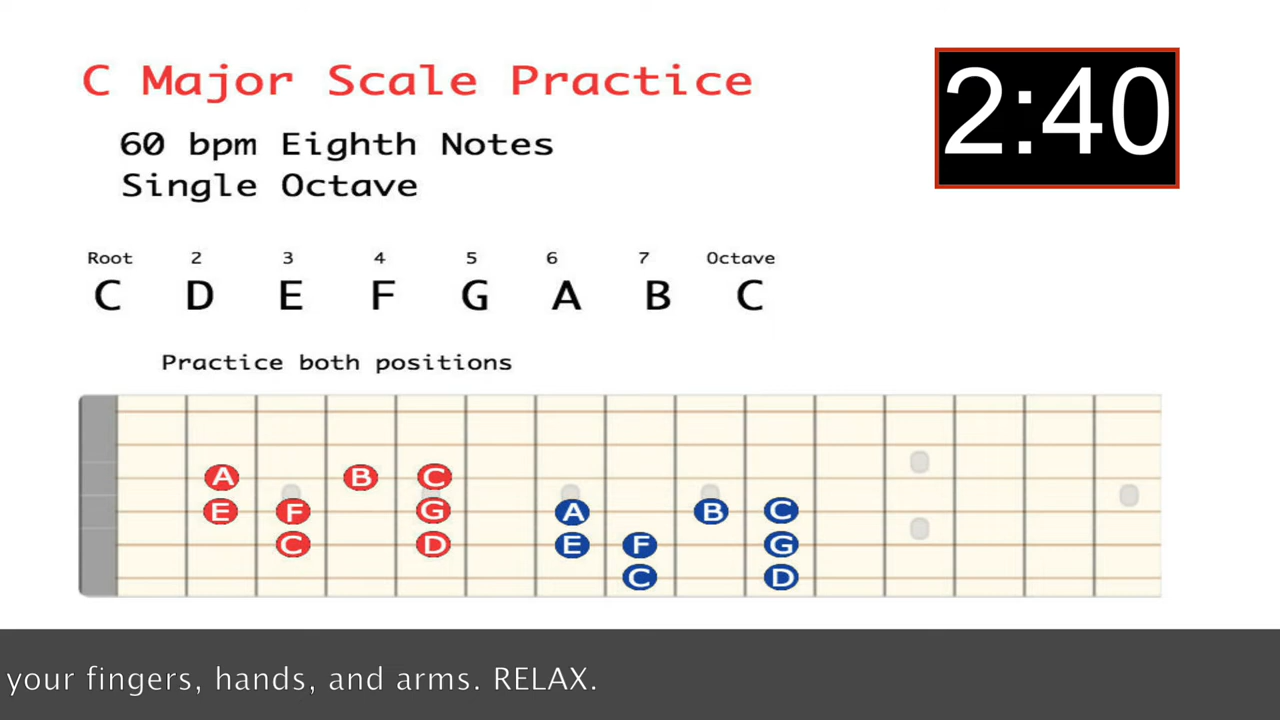 C Major Scale Practice
2:40
60 bpm Eighth Notes
Single Octave
Root 2 3 4 5 6 7 Octave
C D E F G A B C
Practice both positions
A B C
E F G A B C
C D E F G
C D
your fingers, hands, and arms. RELAX.